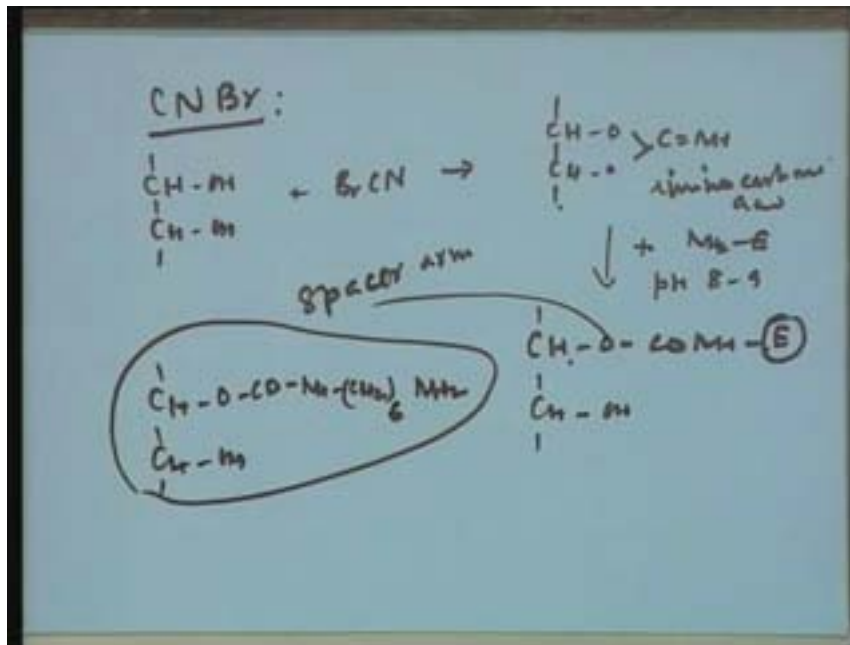 CNBr :
CH - OH
CH - OH
+ BrCN →
CH - O
CH - O
> C = NH
imino carbonic
+ NH2 - E
pH 8 - 9
spacer arm
CH - O - CONH - E
CH - OH
CH - O - CO - NH - (CH2)6 NH2
CH - OH